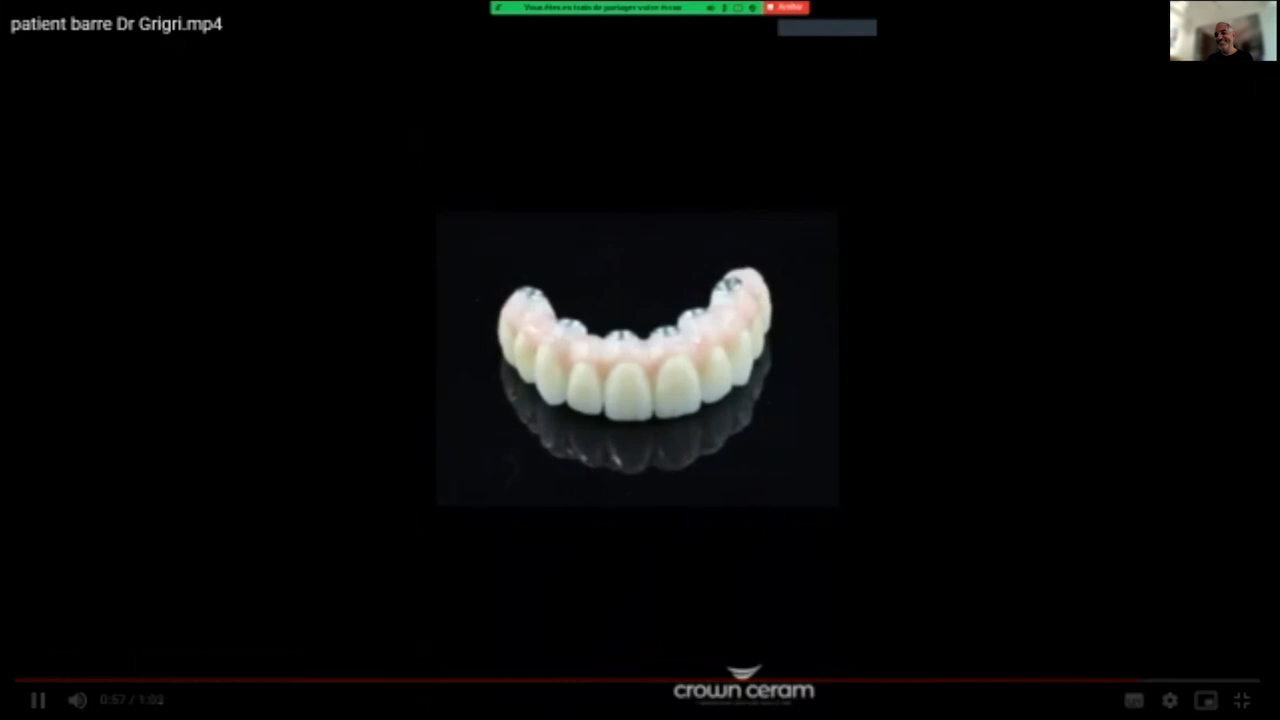 Vous êtes en train de partager votre écran
Arrêter
patient barre Dr Grigri.mp4
crown ceram
0:57 / 1:03